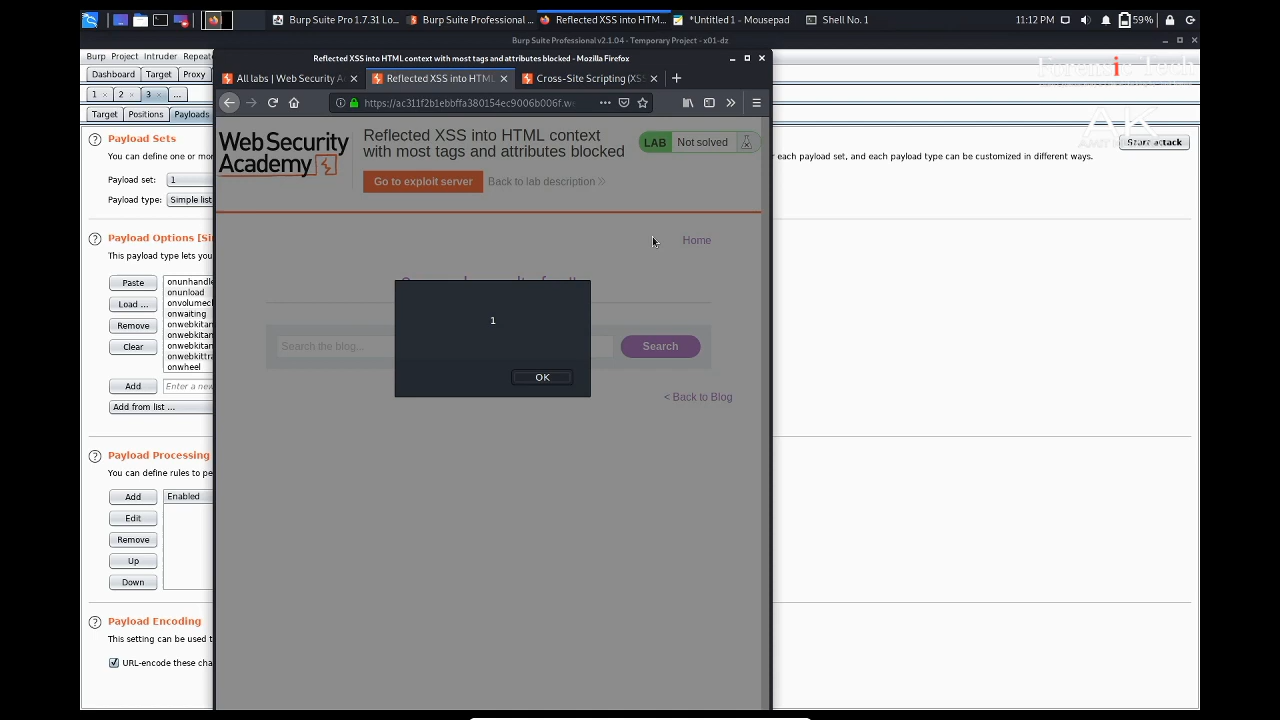 Burp Suite Pro 1.7.31 Lo...
Burp Suite Professional ...
Reflected XSS into HTM...
*Untitled 1 - Mousepad
Shell No. 1
11:12 PM
59%
Burp Suite Professional v2.1.04 - Temporary Project - x01-dz
Burp Project Intruder Repeate
Reflected XSS into HTML context with most tags and attributes blocked - Mozilla Firefox
Dashboard Target Proxy
All labs | Web Security A
Reflected XSS into HTML
Cross-Site Scripting (XS
1 × 2 × 3 × ...
https://ac311f2b1ebbffa380154ec9006b006f.we
Target Positions Payloads
Forensic Tech
AK
Payload Sets
You can define one or mor
r each payload set, and each payload type can be customized in different ways.
Start attack
Payload set: 1
Payload type: Simple list
Web Security
Academy
Reflected XSS into HTML context
with most tags and attributes blocked
LAB Not solved
Go to exploit server
Back to lab description
Home
Payload Options [Si
This payload type lets you
Paste
Load ...
Remove
Clear
Add
Enter a new
Add from list ...
onunhandle
onunload
onvolumec
onwaiting
onwebkitan
onwebkitan
onwebkitan
onwebkittra
onwheel
1
OK
Search the blog...
Search
< Back to Blog
Payload Processing
You can define rules to pe
Add
Edit
Remove
Up
Down
Enabled
Payload Encoding
This setting can be used t
URL-encode these cha